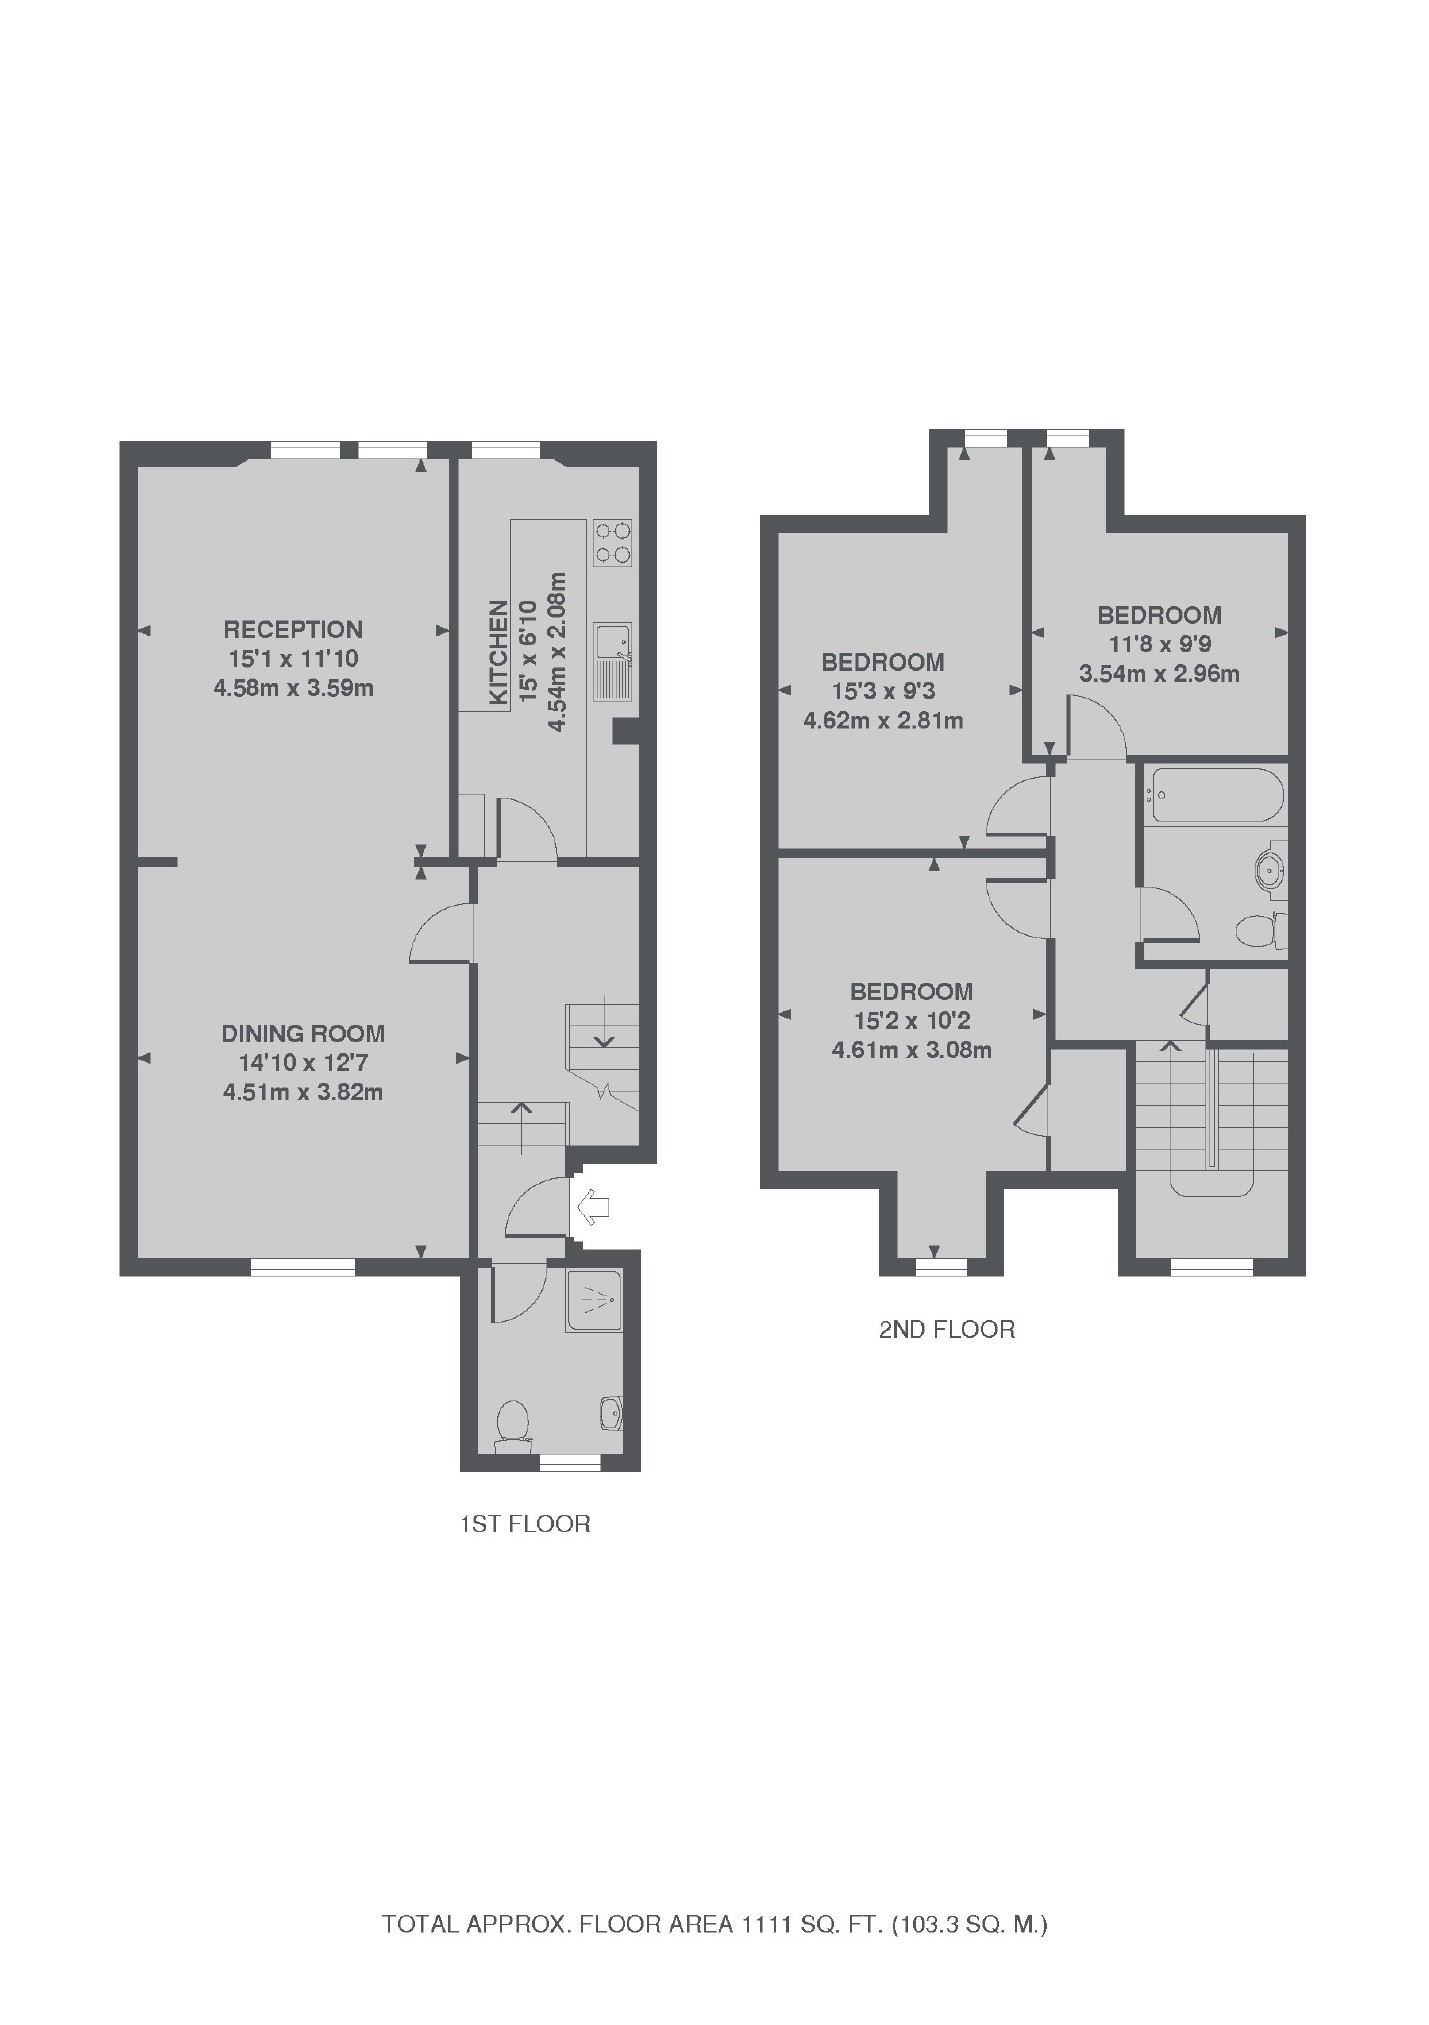 RECEPTION
15'1 x 11'10
4.58m x 3.59m
KITCHEN
15' x 6'10
4.54m x 2.08m
DINING ROOM
14'10 x 12'7
4.51m x 3.82m
1ST FLOOR
BEDROOM
15'3 x 9'3
4.62m x 2.81m
BEDROOM
11'8 x 9'9
3.54m x 2.96m
BEDROOM
15'2 x 10'2
4.61m x 3.08m
2ND FLOOR
TOTAL APPROX. FLOOR AREA 1111 SQ. FT. (103.3 SQ. M.)